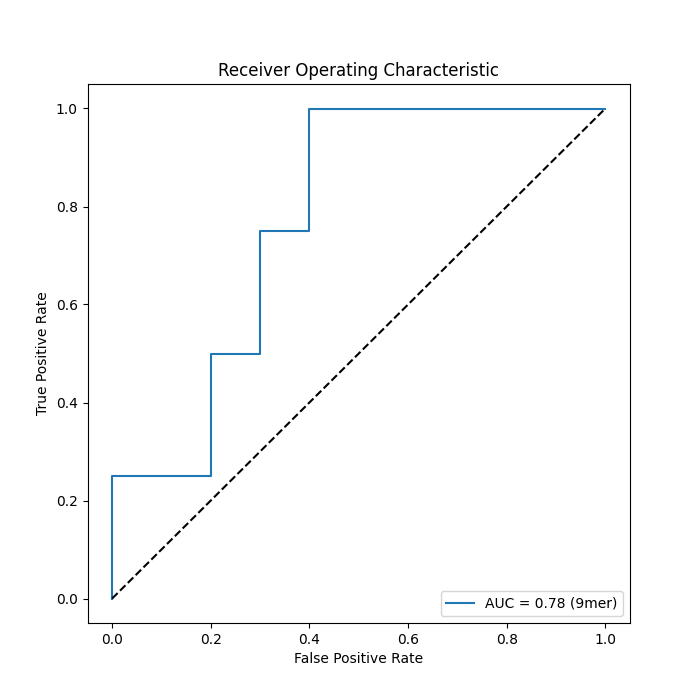 Receiver Operating Characteristic
True Positive Rate
1.0
0.8
0.6
0.4
0.2
0.0
AUC = 0.78 (9mer)
0.0 0.2 0.4 0.6 0.8 1.0
False Positive Rate